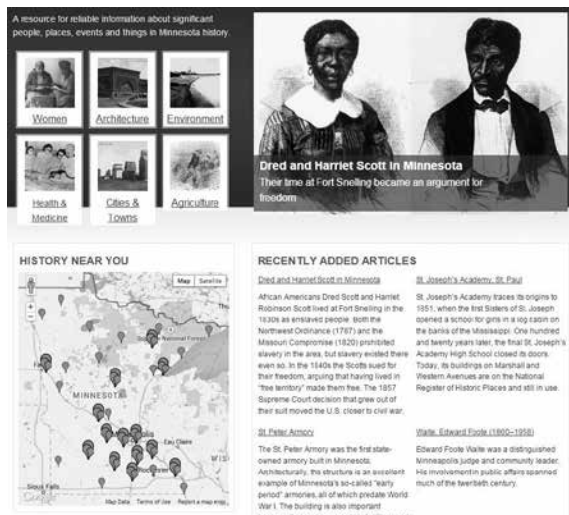 A resource for reliable information about significant
people, places, events and things in Minnesota history.
Women
Architecture
Environment
Health &
Medicine
Cities &
Towns
Agriculture
Dred and Harriet Scott in Minnesota
Their time at Fort Snelling became an argument for
freedom
HISTORY NEAR YOU
Map
Satellite
National Forest
MINNESOTA
Eau Claire
Rochester
Sioux Falls
Map Data
Terms of Use
Report a map error
RECENTLY ADDED ARTICLES
Dred and Harriet Scott in Minnesota
African Americans Dred Scott and Harriet
Robinson Scott lived at Fort Snelling in the
1830s as enslaved people. Both the
Northwest Ordinance (1787) and the
Missouri Compromise (1820) prohibited
slavery in the area, but slavery existed there
even so. In the 1840s the Scotts sued for
their freedom, arguing that having lived in
"free territory" made them free. The 1857
Supreme Court decision that grew out of
their suit moved the U.S. closer to civil war.
St. Joseph's Academy, St. Paul
St. Joseph's Academy traces its origins to
1851, when the first Sisters of St. Joseph
opened a school for girls in a log cabin on
the banks of the Mississippi. One hundred
and twenty years later, the final St. Joseph's
Academy High School closed its doors.
Today, its buildings on Marshall and
Western Avenues are on the National
Register of Historic Places and still in use.
St. Peter Armory
The St. Peter Armory was the first state-
owned armory built in Minnesota.
Architecturally, the structure is an excellent
example of Minnesota's so-called "early
period" armories, all of which predate World
War I. The building is also important
Waite, Edward Foote (1860–1958)
Edward Foote Waite was a distinguished
Minneapolis judge and community leader.
His involvement in public affairs spanned
much of the twentieth century.